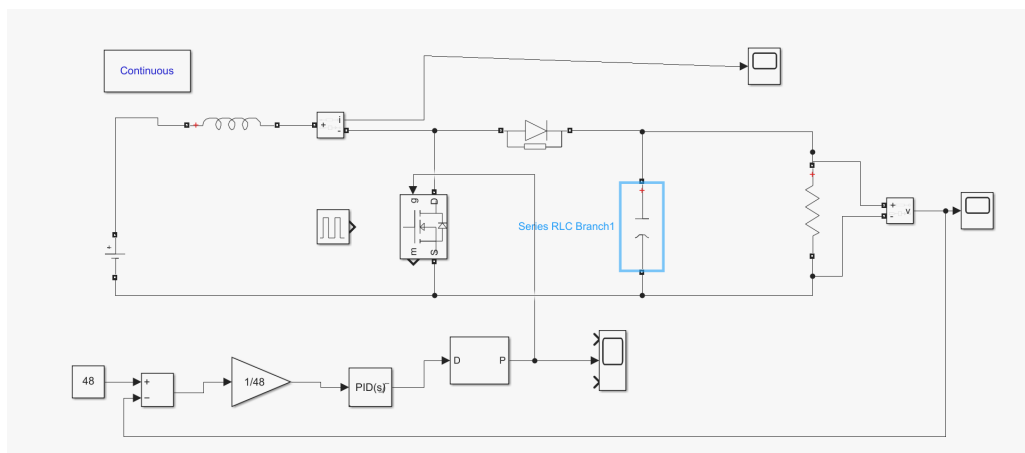 Continuous
+
i
+
-
g
D
m
S
Series RLC Branch1
+
+
+
-
v
+
48
+
−
1/48
PID(s)
D
P